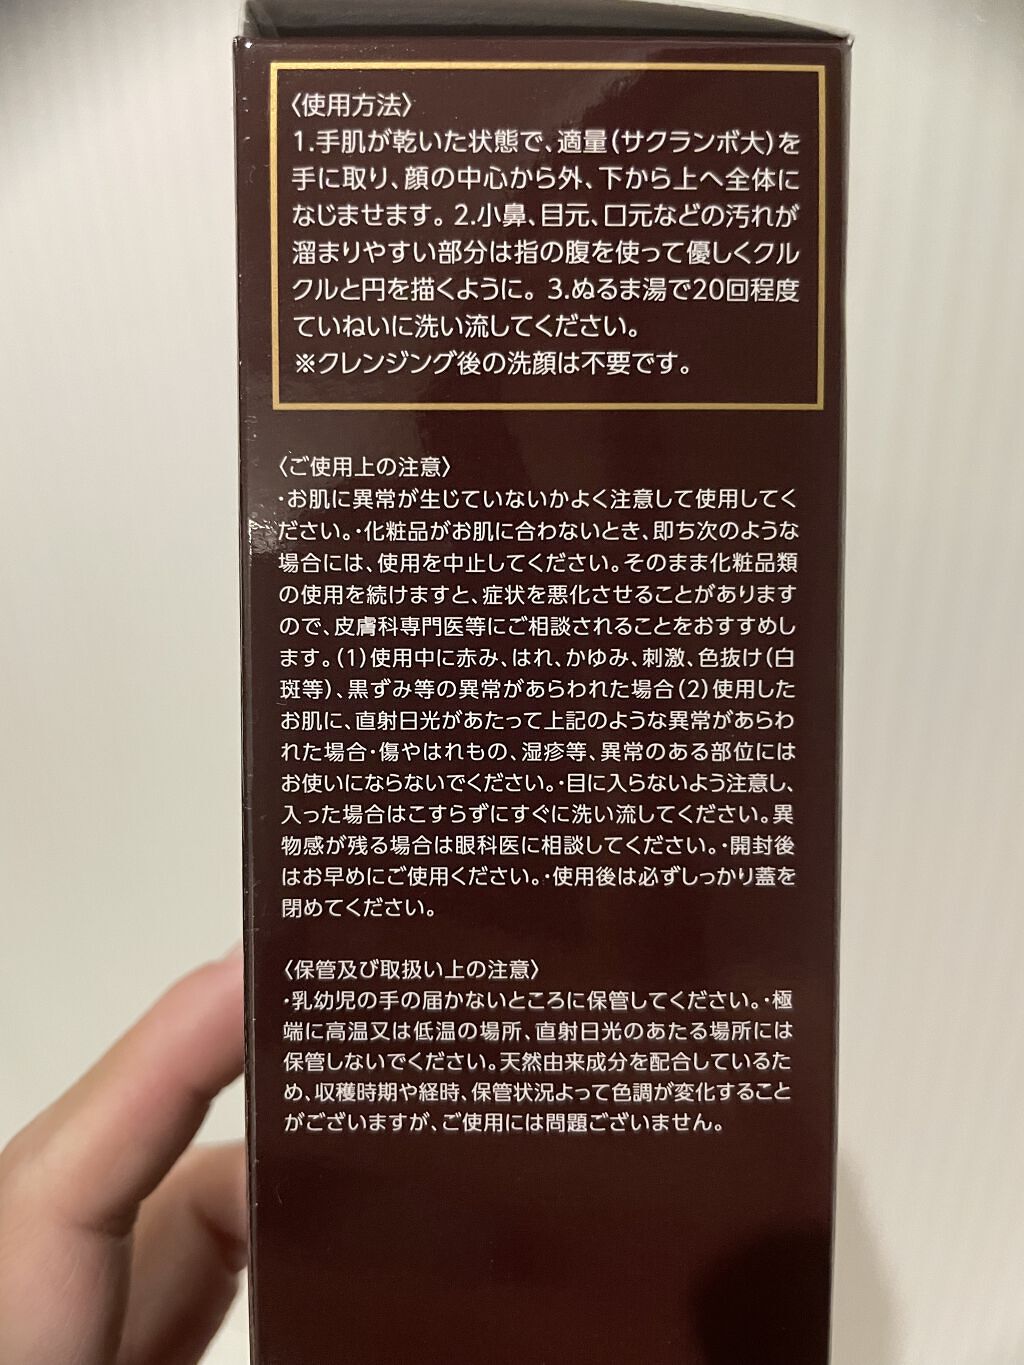 〈使用方法〉
1.手肌が乾いた状態で、適量(サクランボ大)を
手に取り、顔の中心から外、下から上へ全体に
なじませます。2.小鼻、目元、口元などの汚れが
溜まりやすい部分は指の腹を使って優しくクル
クルと円を描くように。3.ぬるま湯で20回程度
ていねいに洗い流してください。
※クレンジング後の洗顔は不要です。
〈ご使用上の注意〉
・お肌に異常が生じていないかよく注意して使用してく
ださい。・化粧品がお肌に合わないとき、即ち次のような
場合には、使用を中止してください。そのまま化粧品類
の使用を続けますと、症状を悪化させることがあります
ので、皮膚科専門医等にご相談されることをおすすめし
ます。(1)使用中に赤み、はれ、かゆみ、刺激、色抜け(白
斑等)、黒ずみ等の異常があらわれた場合(2)使用した
お肌に、直射日光があたって上記のような異常があらわ
れた場合・傷やはれもの、湿疹等、異常のある部位には
お使いにならないでください。・目に入らないよう注意し、
入った場合はこすらずにすぐに洗い流してください。異
物感が残る場合は眼科医に相談してください。・開封後
はお早めにご使用ください。・使用後は必ずしっかり蓋を
閉めてください。
〈保管及び取扱い上の注意〉
・乳幼児の手の届かないところに保管してください。・極
端に高温又は低温の場所、直射日光のあたる場所には
保管しないでください。天然由来成分を配合しているた
め、収穫時期や経時、保管状況よって色調が変化すること
がございますが、ご使用には問題ございません。